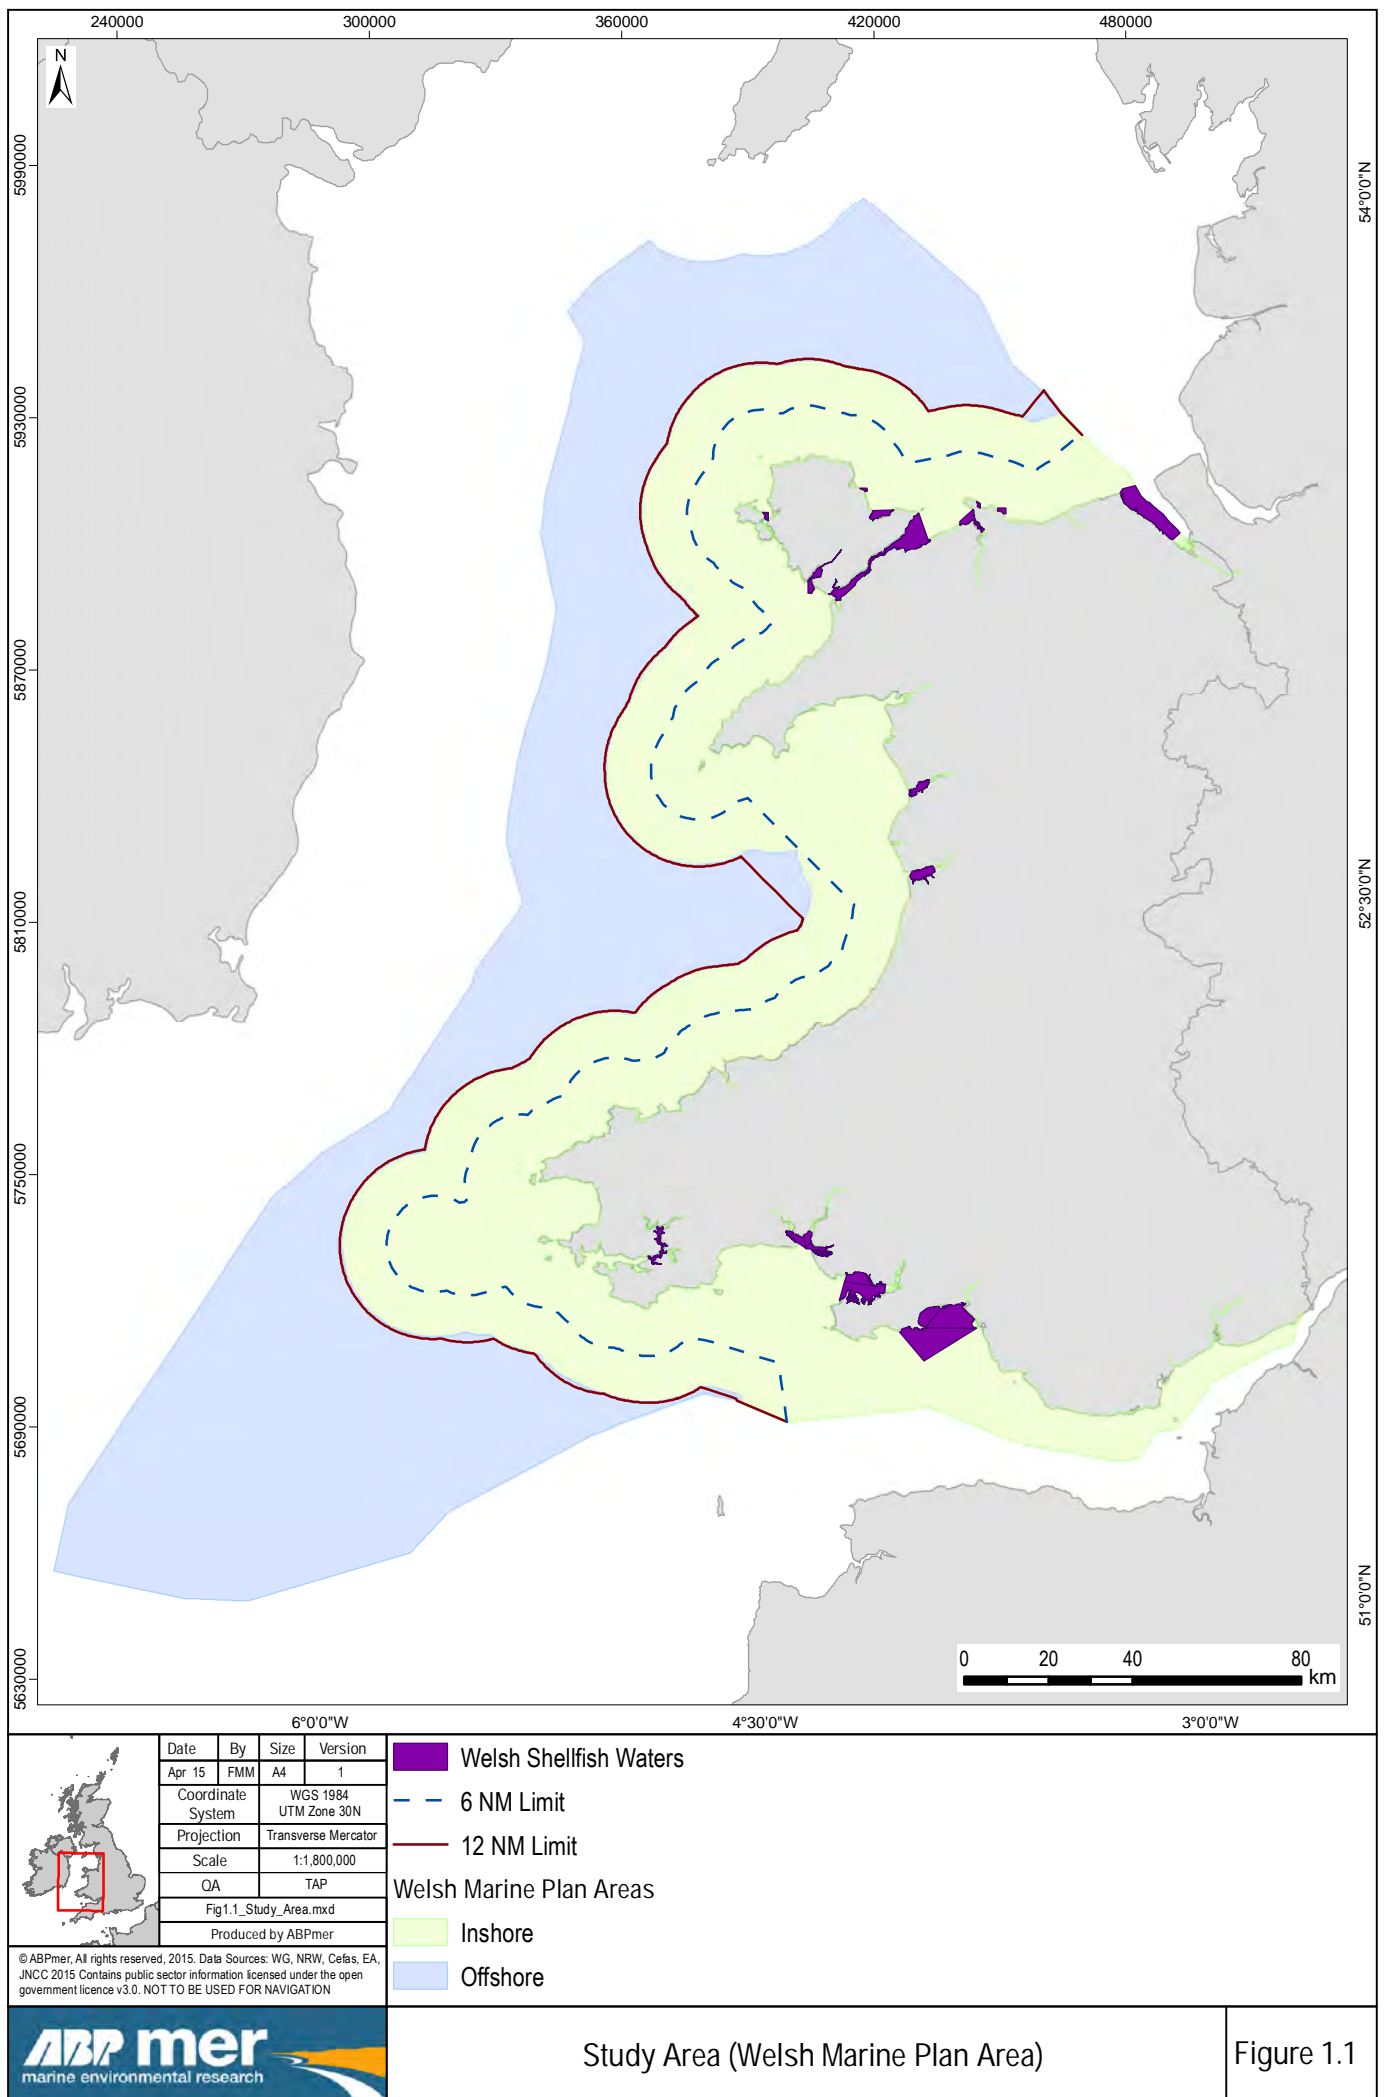 240000 300000 360000 420000 480000
N
5990000
5930000
5870000
5810000
5750000
5690000
5630000
54°0'0"N
52°30'0"N
51°0'0"N
0 20 40 80
km
6°0'0"W 4°30'0"W 3°0'0"W
Date By Size Version
Apr 15 FMM A4 1
Coordinate System WGS 1984 UTM Zone 30N
Projection Transverse Mercator
Scale 1:1,800,000
QA TAP
Fig1.1_Study_Area.mxd
Produced by ABPmer
© ABPmer, All rights reserved, 2015. Data Sources: WG, NRW, Cefas, EA,
JNCC 2015 Contains public sector information licensed under the open
government licence v3.0. NOT TO BE USED FOR NAVIGATION
Welsh Shellfish Waters
6 NM Limit
12 NM Limit
Welsh Marine Plan Areas
Inshore
Offshore
ABP mer
marine environmental research
Study Area (Welsh Marine Plan Area)
Figure 1.1